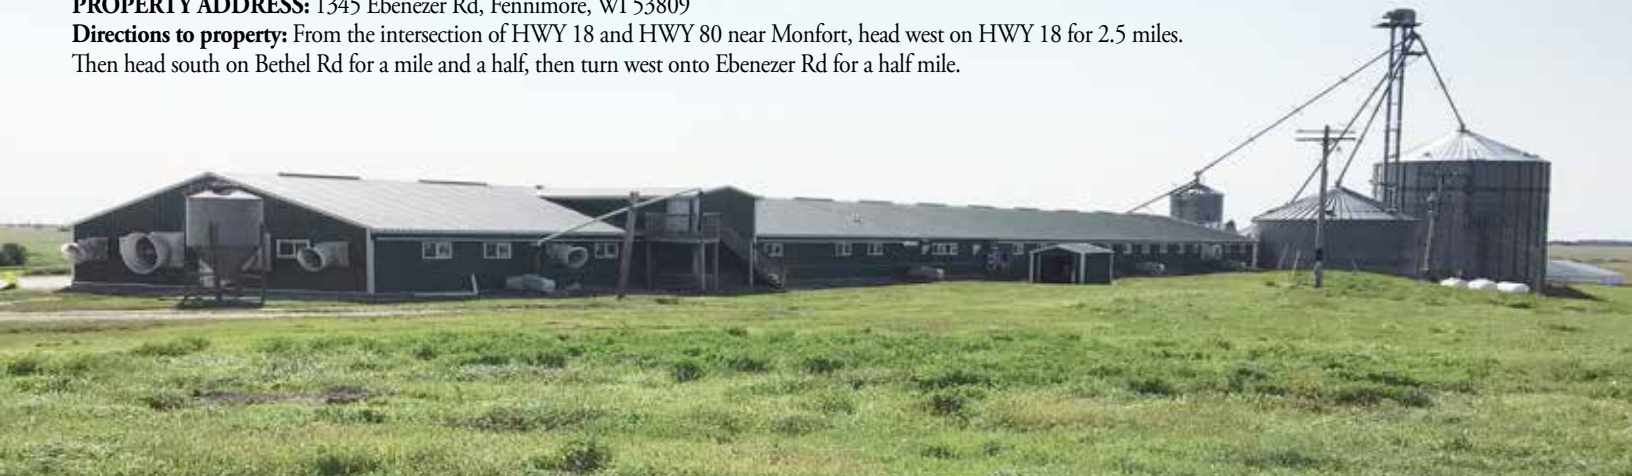 PROPERTY ADDRESS: 1345 Ebenezer Rd, Fennimore, WI 53809
Directions to property: From the intersection of HWY 18 and HWY 80 near Monfort, head west on HWY 18 for 2.5 miles.
Then head south on Bethel Rd for a mile and a half, then turn west onto Ebenezer Rd for a half mile.